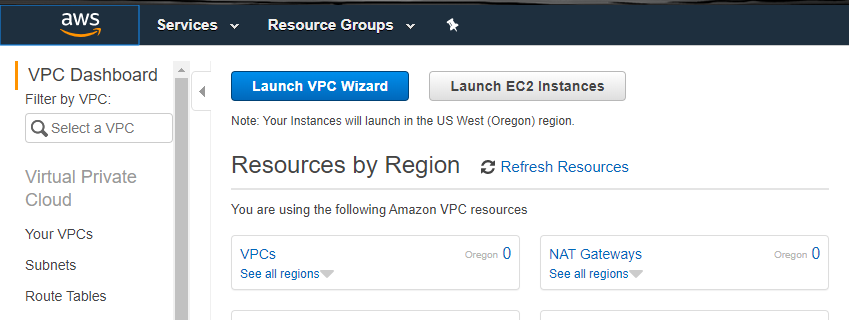 aws Services Resource Groups
VPC Dashboard
Filter by VPC:
Select a VPC
Virtual Private
Cloud
Your VPCs
Subnets
Route Tables
Launch VPC Wizard Launch EC2 Instances
Note: Your Instances will launch in the US West (Oregon) region.
Resources by Region Refresh Resources
You are using the following Amazon VPC resources
VPCs Oregon 0
See all regions
NAT Gateways Oregon 0
See all regions